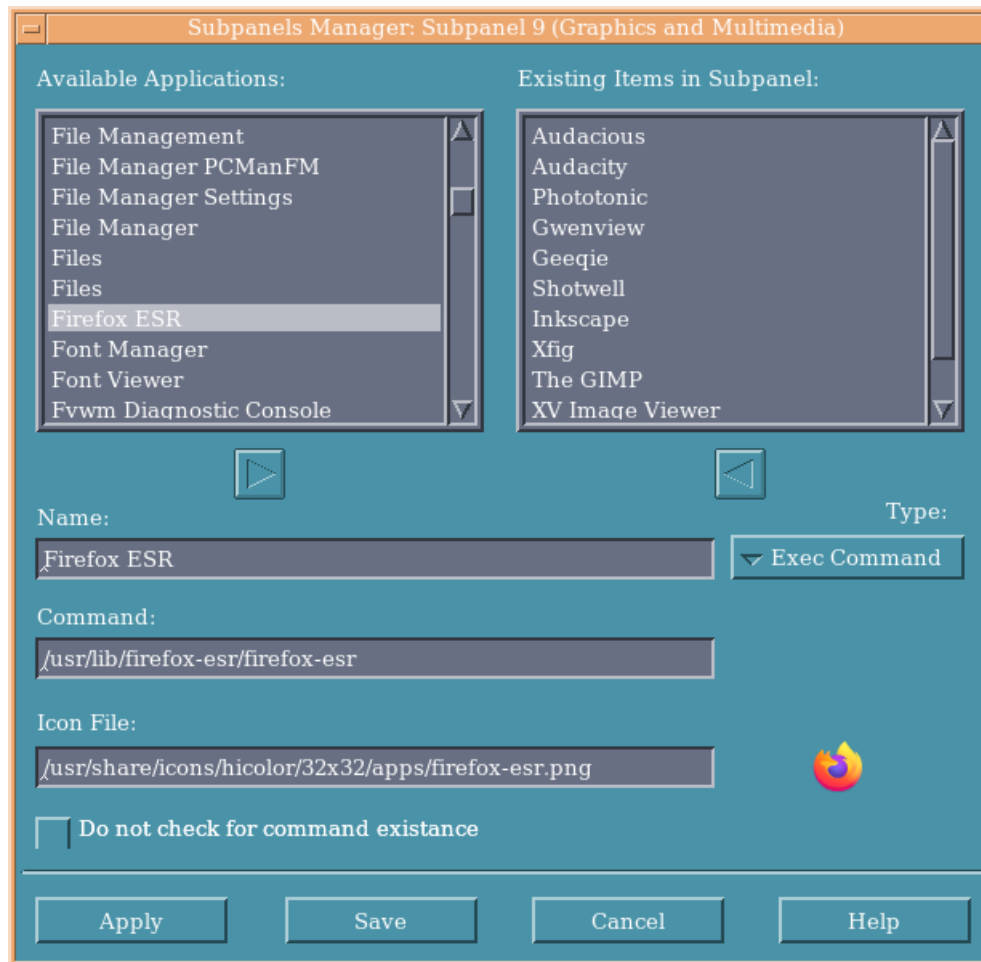 Subpanels Manager: Subpanel 9 (Graphics and Multimedia)
Available Applications:
File Management
File Manager PCManFM
File Manager Settings
File Manager
Files
Files
Firefox ESR
Font Manager
Font Viewer
Fvwm Diagnostic Console
Existing Items in Subpanel:
Audacious
Audacity
Phototonic
Gwenview
Geeqie
Shotwell
Inkscape
Xfig
The GIMP
XV Image Viewer
Name:
Firefox ESR
Type:
Exec Command
Command:
/usr/lib/firefox-esr/firefox-esr
Icon File:
/usr/share/icons/hicolor/32x32/apps/firefox-esr.png
Do not check for command existance
Apply
Save
Cancel
Help